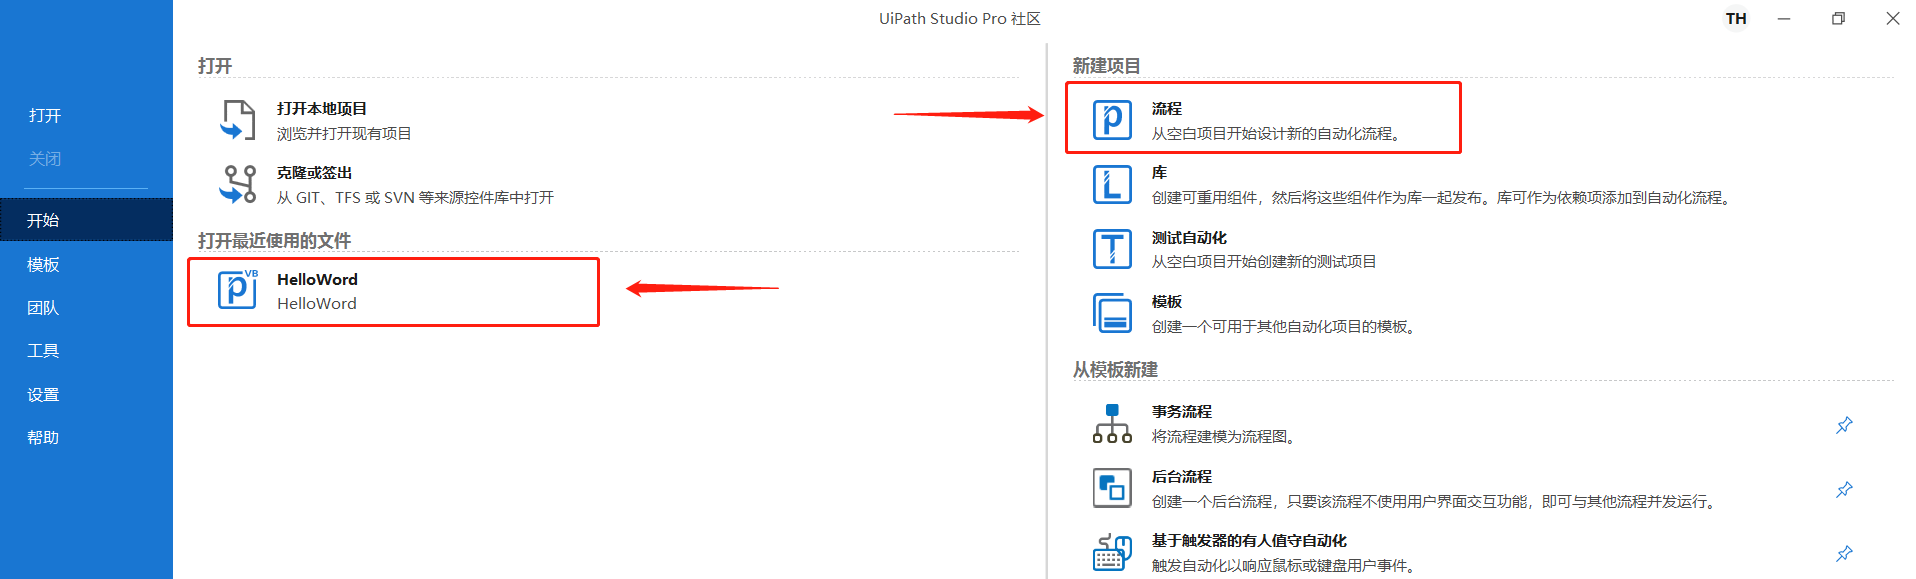 UiPath Studio Pro 社区
TH
打开
关闭
开始
模板
团队
工具
设置
帮助
打开
打开本地项目
浏览并打开现有项目
克隆或签出
从 GIT、TFS 或 SVN 等来源控件库中打开
打开最近使用的文件
VB
HelloWord
HelloWord
新建项目
流程
从空白项目开始设计新的自动化流程。
库
创建可重用组件，然后将这些组件作为库一起发布。库可作为依赖项添加到自动化流程。
测试自动化
从空白项目开始创建新的测试项目
模板
创建一个可用于其他自动化项目的模板。
从模板新建
事务流程
将流程建模为流程图。
后台流程
创建一个后台流程，只要该流程不使用用户界面交互功能，即可与其他流程并发运行。
基于触发器的有人值守自动化
触发自动化以响应鼠标或键盘用户事件。